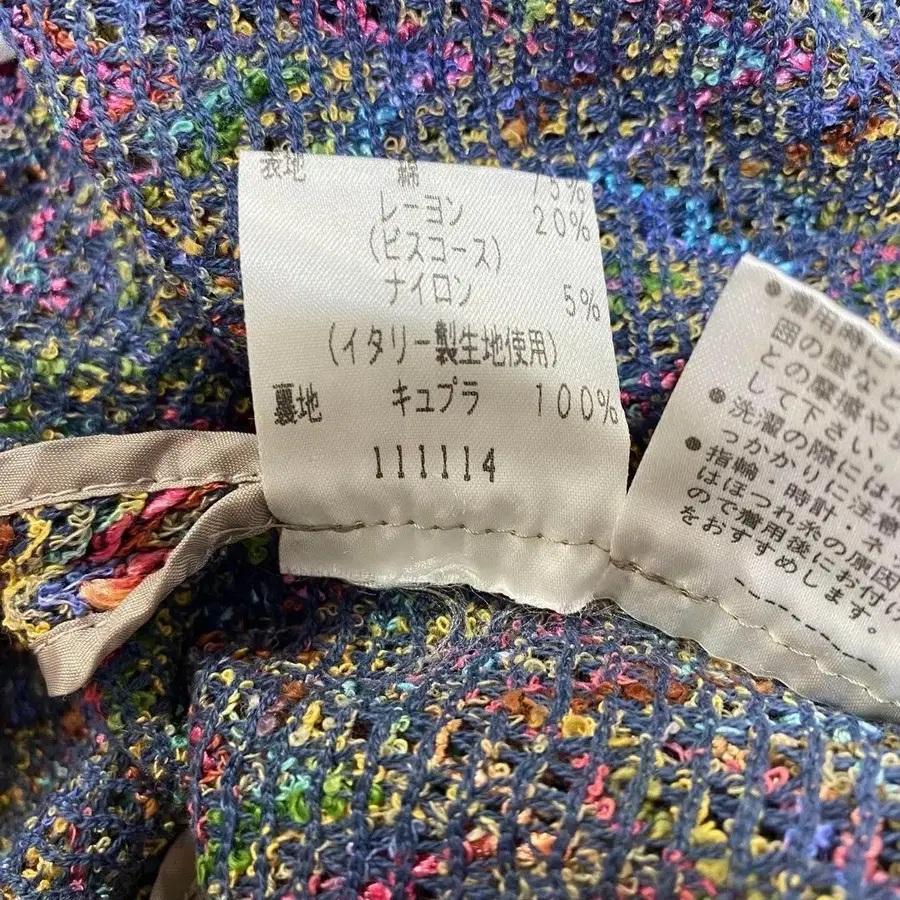 表地 綿 75%
レーヨン 20%
(ビスコース)
ナイロン 5%
(イタリー製生地使用)
裏地 キュプラ 100%
111114
●着用時に
囲の壁など
との摩擦や
して下さい。
●洗濯の際には
っかかりに注意
●指輪・時計・ネ
はほつれ糸の原因
ので着用後にお付け
をおすすめします。